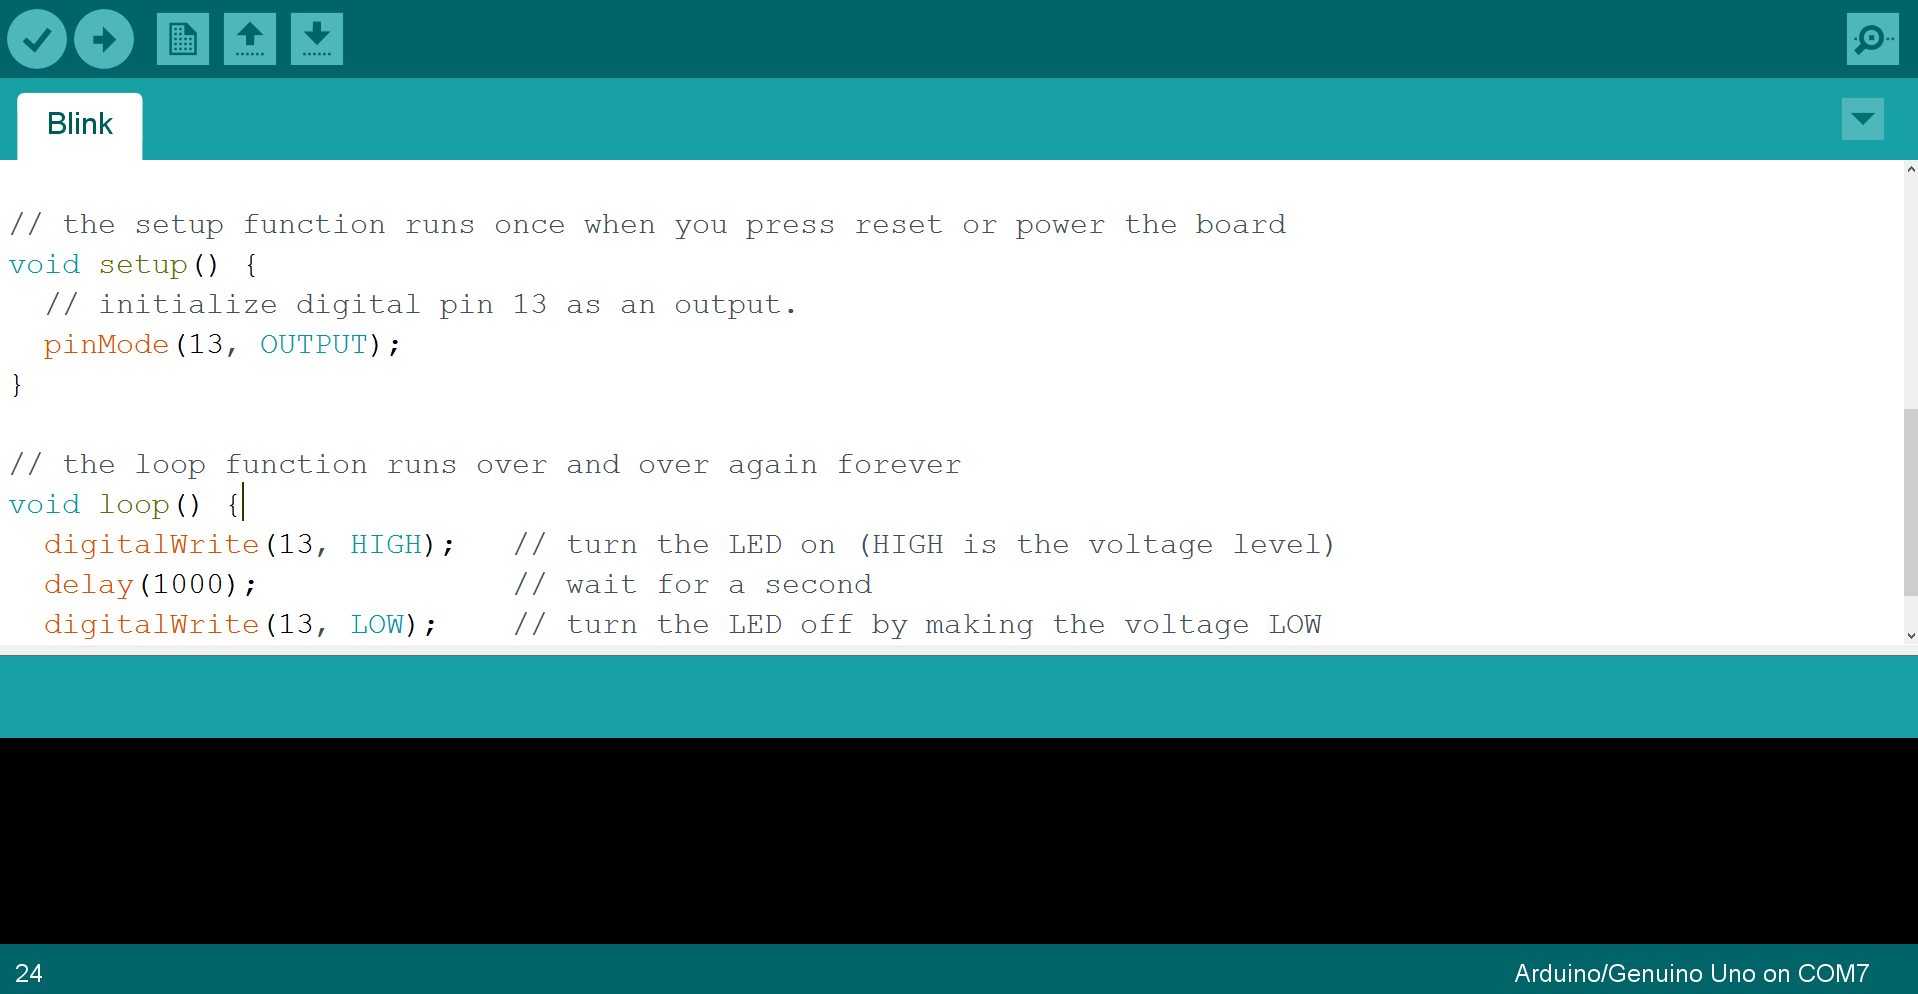 Blink
// the setup function runs once when you press reset or power the board
void setup() {
  // initialize digital pin 13 as an output.
  pinMode(13, OUTPUT);
}
// the loop function runs over and over again forever
void loop() {
  digitalWrite(13, HIGH);   // turn the LED on (HIGH is the voltage level)
  delay(1000);              // wait for a second
  digitalWrite(13, LOW);    // turn the LED off by making the voltage LOW
24
Arduino/Genuino Uno on COM7